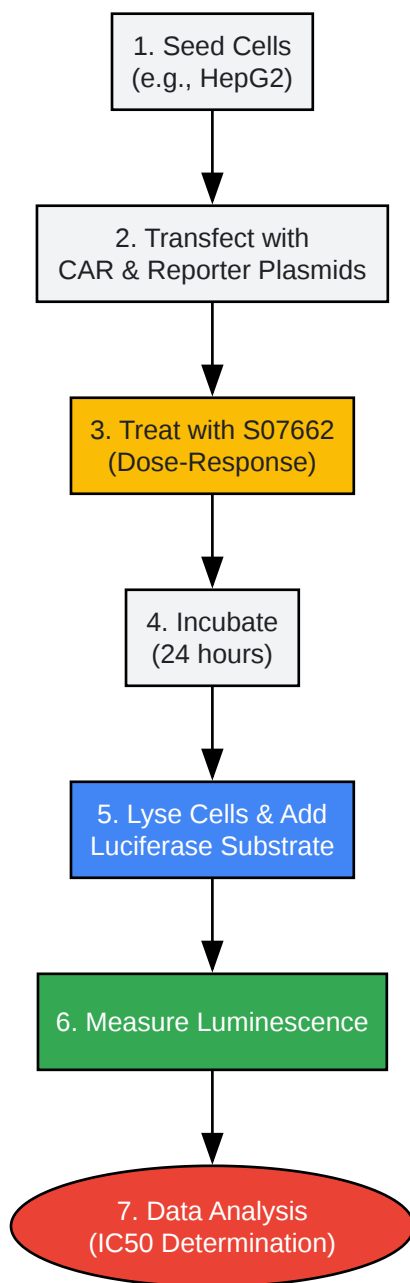 1. Seed Cells
(e.g., HepG2)
2. Transfect with
CAR & Reporter Plasmids
3. Treat with S07662
(Dose-Response)
4. Incubate
(24 hours)
5. Lyse Cells & Add
Luciferase Substrate
6. Measure Luminescence
7. Data Analysis
(IC50 Determination)